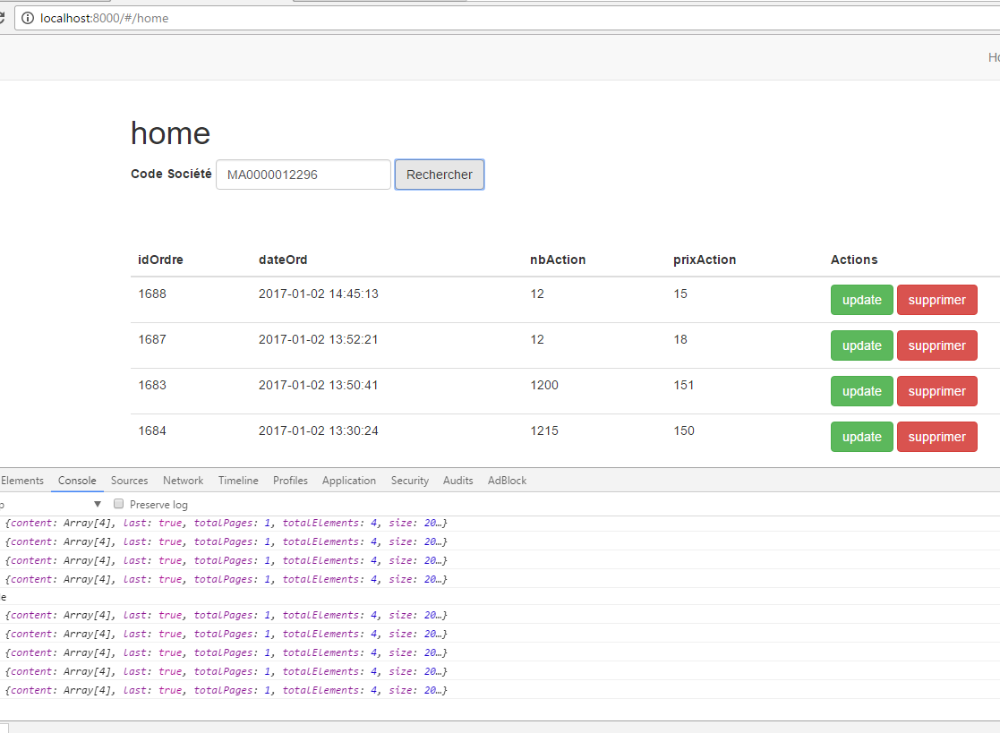 localhost:8000/#/home
home
Code Société MA0000012296 Rechercher
idOrdre dateOrd nbAction prixAction Actions
1688 2017-01-02 14:45:13 12 15 update supprimer
1687 2017-01-02 13:52:21 12 18 update supprimer
1683 2017-01-02 13:50:41 1200 151 update supprimer
1684 2017-01-02 13:30:24 1215 150 update supprimer
Elements Console Sources Network Timeline Profiles Application Security Audits AdBlock
Preserve log
{content: Array[4], last: true, totalPages: 1, totalElements: 4, size: 20…}
{content: Array[4], last: true, totalPages: 1, totalElements: 4, size: 20…}
{content: Array[4], last: true, totalPages: 1, totalElements: 4, size: 20…}
{content: Array[4], last: true, totalPages: 1, totalElements: 4, size: 20…}
{content: Array[4], last: true, totalPages: 1, totalElements: 4, size: 20…}
{content: Array[4], last: true, totalPages: 1, totalElements: 4, size: 20…}
{content: Array[4], last: true, totalPages: 1, totalElements: 4, size: 20…}
{content: Array[4], last: true, totalPages: 1, totalElements: 4, size: 20…}
{content: Array[4], last: true, totalPages: 1, totalElements: 4, size: 20…}